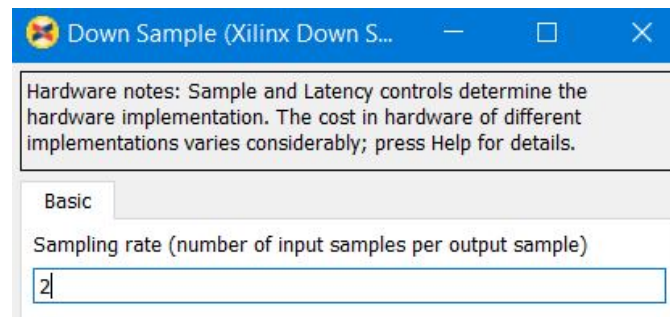 Down Sample (Xilinx Down S...
Hardware notes: Sample and Latency controls determine the
hardware implementation. The cost in hardware of different
implementations varies considerably; press Help for details.
Basic
Sampling rate (number of input samples per output sample)
2